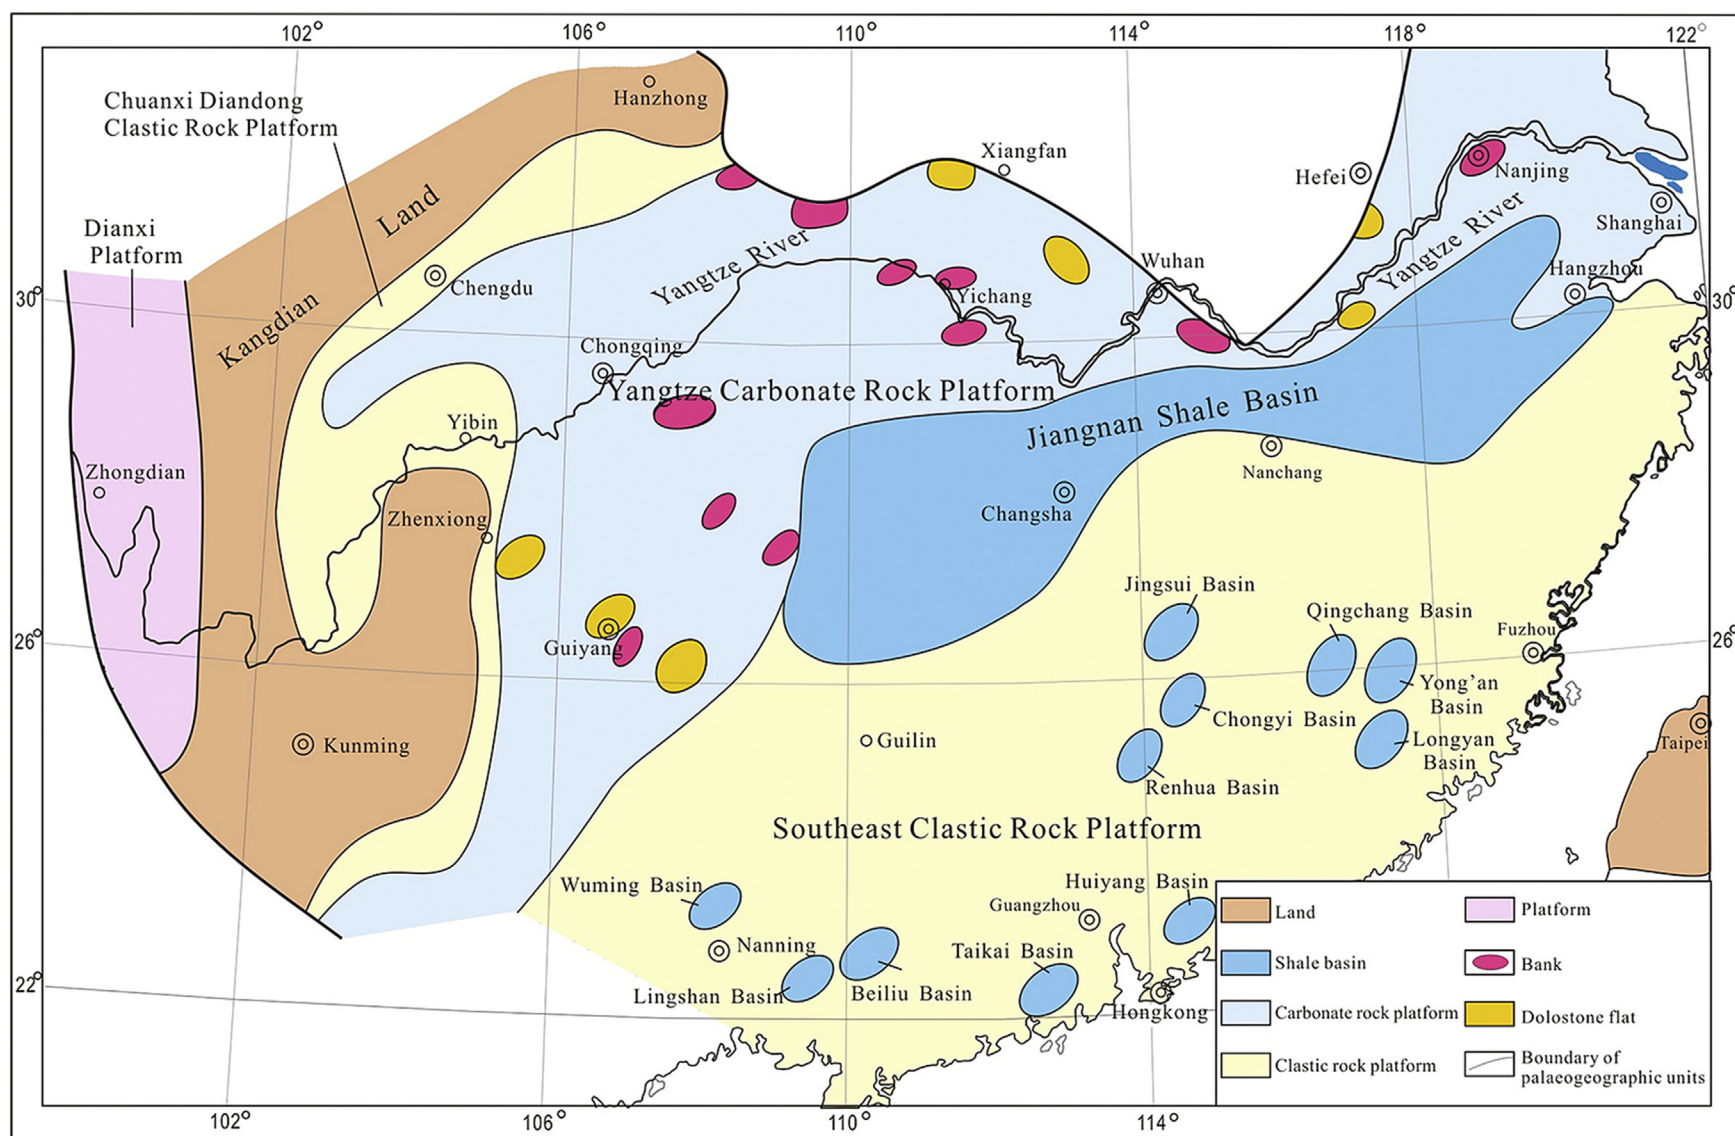 102°
106°
110°
114°
118°
122°
Chuanxi Diandong
Clastic Rock Platform
Hanzhong
Xiangfan
Hefei
Nanjing
Land
Dianxi
Platform
Shanghai
Yangtze River
Yangtze River
Wuhan
Hangzhou
Chengdu
30°
30°
Yichang
Kangdian
Chongqing
Yangtze Carbonate Rock Platform
Jiangnan Shale Basin
Yibin
Zhongdian
Nanchang
Zhenxiong
Changsha
Jingsui Basin
Qingchang Basin
Fuzhou
26°
26°
Guiyang
Yong'an
Basin
Chongyi Basin
Kunming
Guilin
Longyan
Basin
Taipei
Renhua Basin
Southeast Clastic Rock Platform
Wuming Basin
Huiyang Basin
Guangzhou
Nanning
Taikai Basin
Lingshan Basin
Beiliu Basin
22°
Hongkong
Land
Shale basin
Carbonate rock platform
Clastic rock platform
Platform
Bank
Dolostone flat
Boundary of
palaeogeographic units
102°
106°
110°
114°